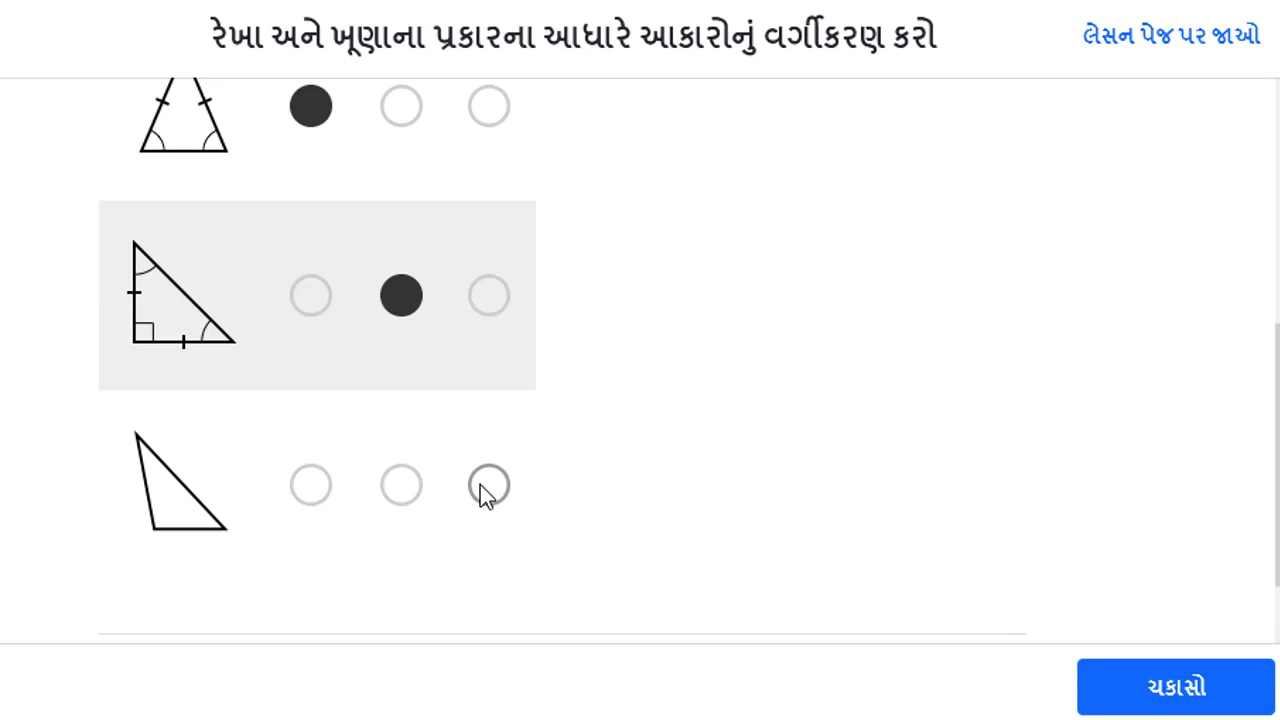 રેખા અને ખૂણાના પ્રકારના આધારે આકારોનું વર્ગીકરણ કરો
લેસન પેજ પર જાઓ
ચકાસો